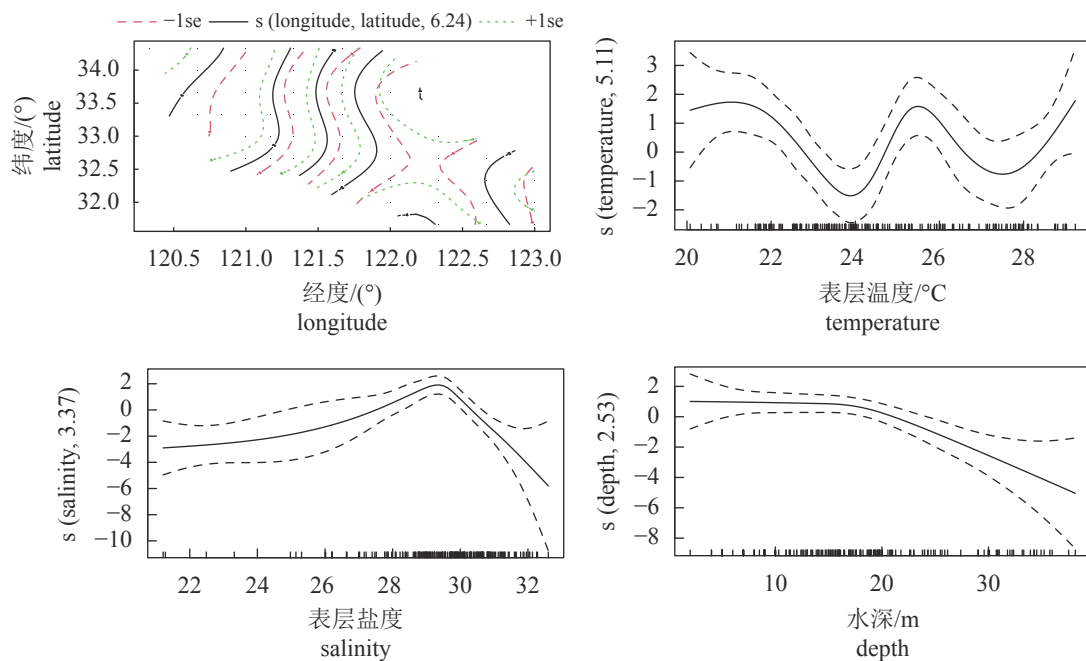 −1se s (longitude, latitude, 6.24) +1se
34.0
33.5
33.0
32.5
32.0
纬度/(°)
latitude
120.5 121.0 121.5 122.0 122.5 123.0
经度/(°)
longitude
3
2
1
0
−1
−2
s (temperature, 5.11)
20 22 24 26 28
表层温度/°C
temperature
2
0
−2
−4
−6
−8
−10
s (salinity, 3.37)
22 24 26 28 30 32
表层盐度
salinity
2
0
−2
−4
−6
−8
s (depth, 2.53)
10 20 30
水深/m
depth